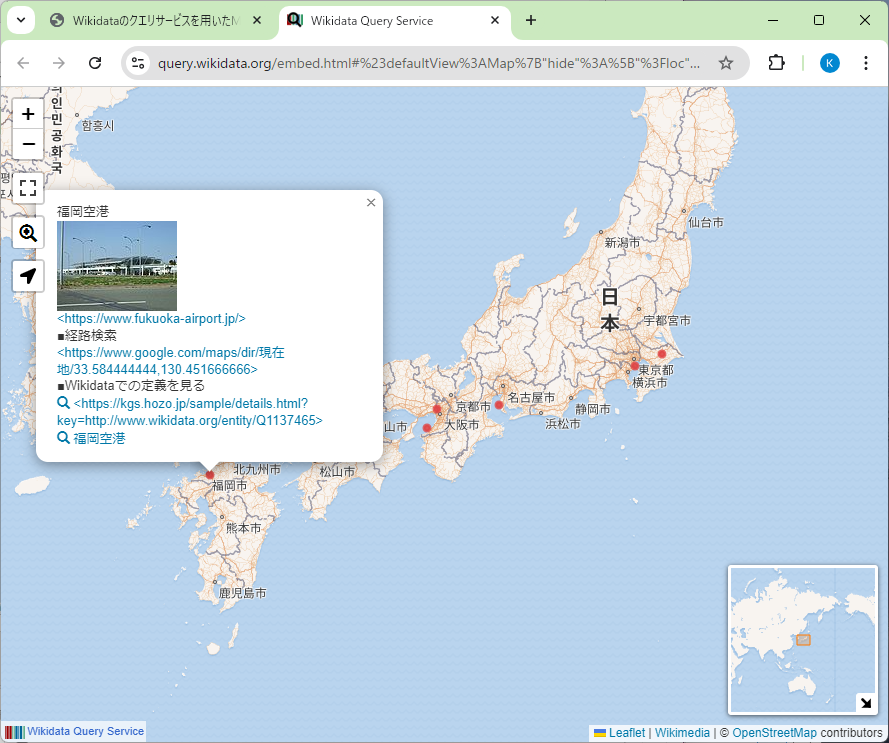 Wikidataのクエリサービスを用いたM
Wikidata Query Service
query.wikidata.org/embed.html#%23defaultView%3AMap%7B"hide"%3A%5B"%3Floc"...
K
인민공화국
함흥시
福岡空港
<https://www.fukuoka-airport.jp/>
■経路検索
<https://www.google.com/maps/dir/現在
地/33.584444444,130.451666666>
■Wikidataでの定義を見る
<https://kgs.hozo.jp/sample/details.html?
key=http://www.wikidata.org/entity/Q1137465>
福岡空港
仙台市
新潟市
日本
宇都宮市
東京都
横浜市
名古屋市
静岡市
浜松市
京都市
大阪市
山市
北九州市
松山市
福岡市
熊本市
鹿児島市
Wikidata Query Service
Leaflet | Wikimedia | © OpenStreetMap contributors